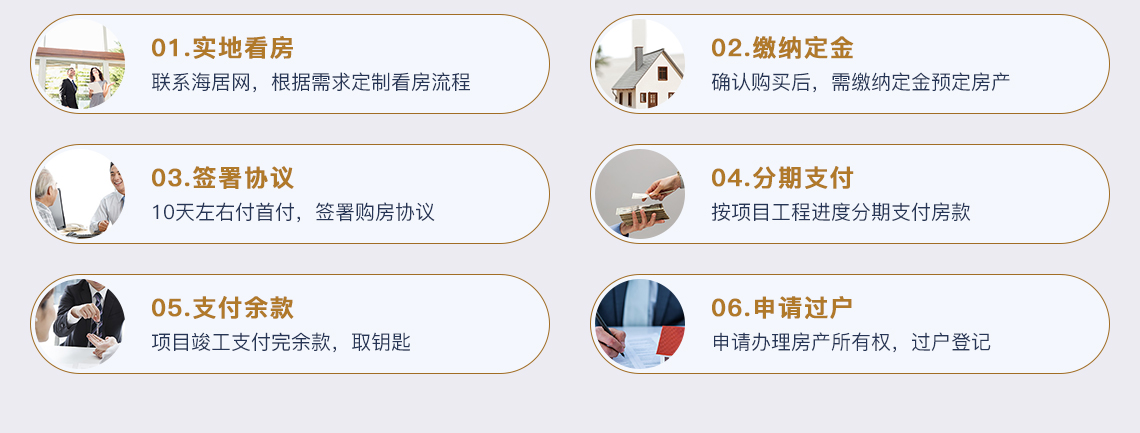 01.实地看房
联系海居网，根据需求定制看房流程
02.缴纳定金
确认购买后，需缴纳定金预定房产
03.签署协议
10天左右付首付，签署购房协议
04.分期支付
按项目工程进度分期支付房款
05.支付余款
项目竣工支付完余款，取钥匙
06.申请过户
申请办理房产所有权，过户登记